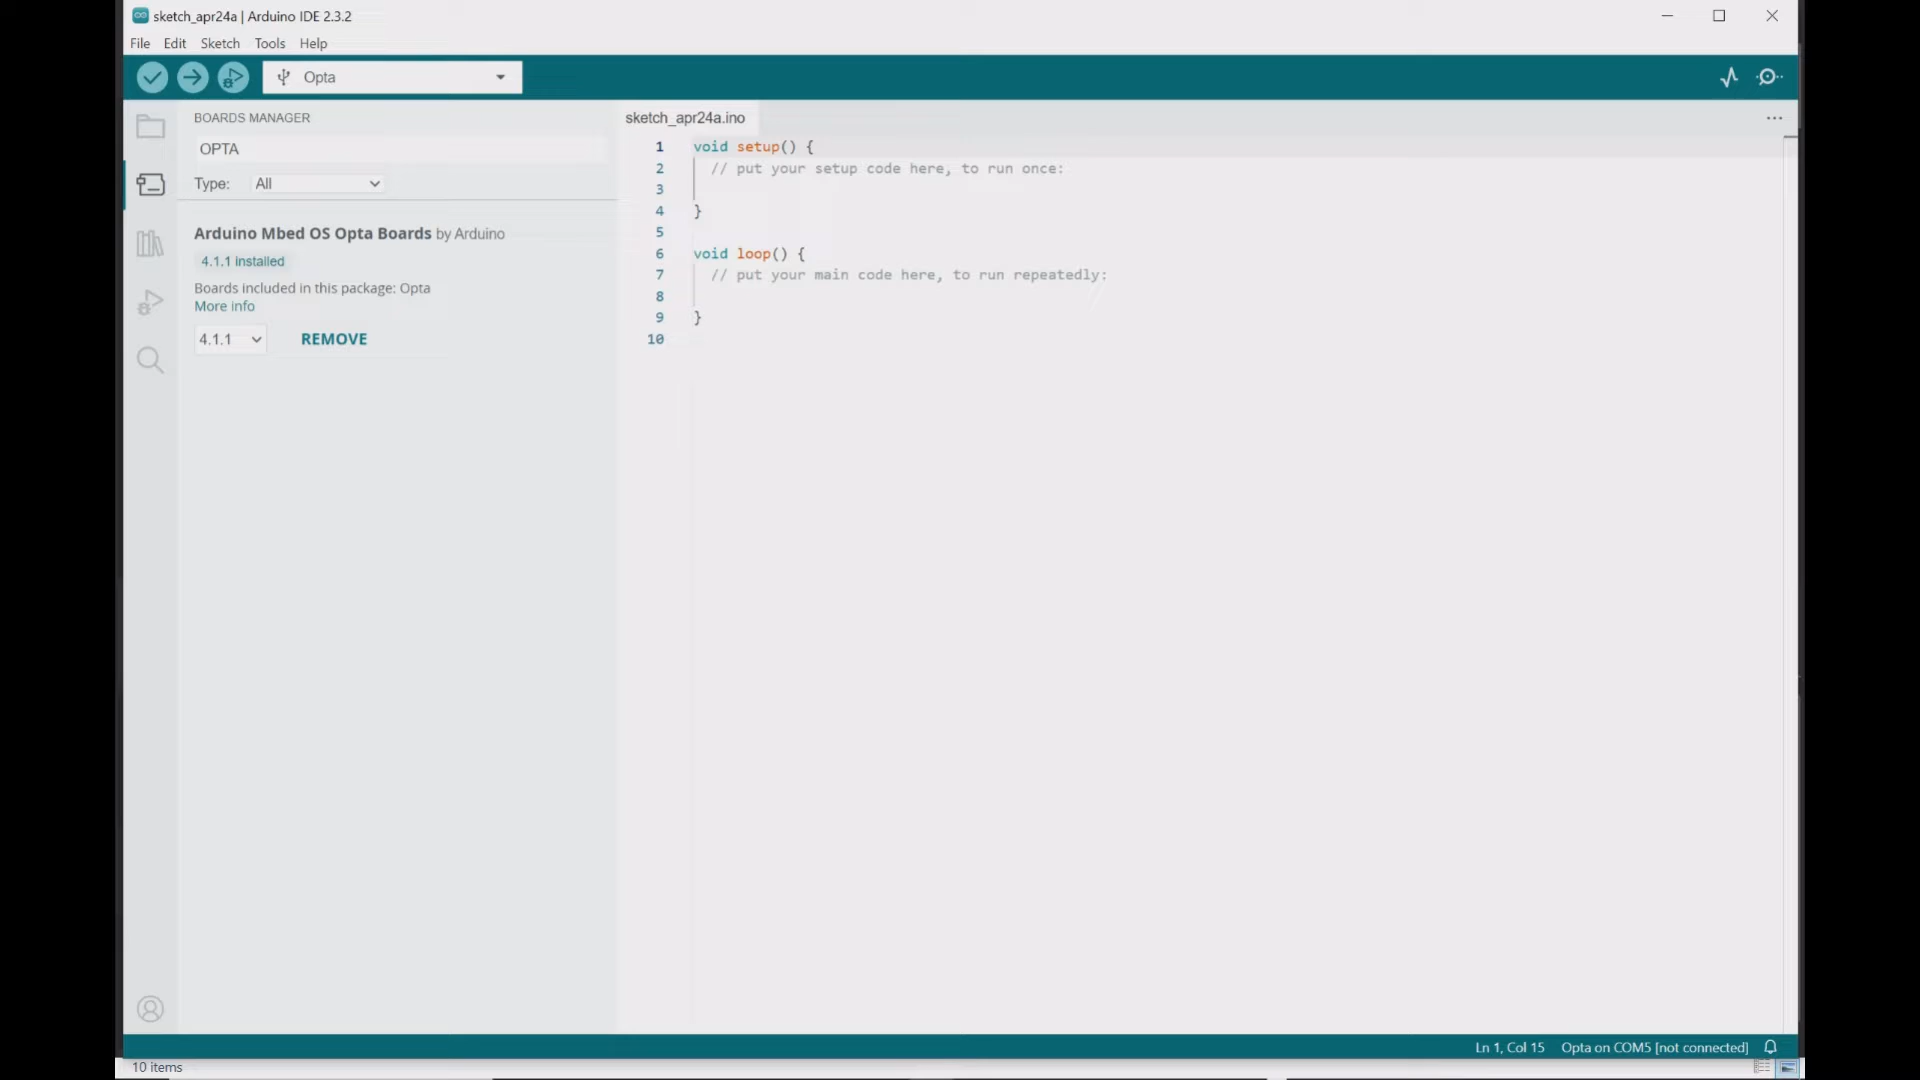 sketch_apr24a | Arduino IDE 2.3.2
File Edit Sketch Tools Help
Opta
BOARDS MANAGER
OPTA
Type: All
Arduino Mbed OS Opta Boards by Arduino
4.1.1 installed
Boards included in this package: Opta
More info
4.1.1 REMOVE
sketch_apr24a.ino
1 void setup() {
2 // put your setup code here, to run once:
3
4 }
5
6 void loop() {
7 // put your main code here, to run repeatedly:
8
9 }
10
Ln 1, Col 15 Opta on COM5 [not connected]
10 items